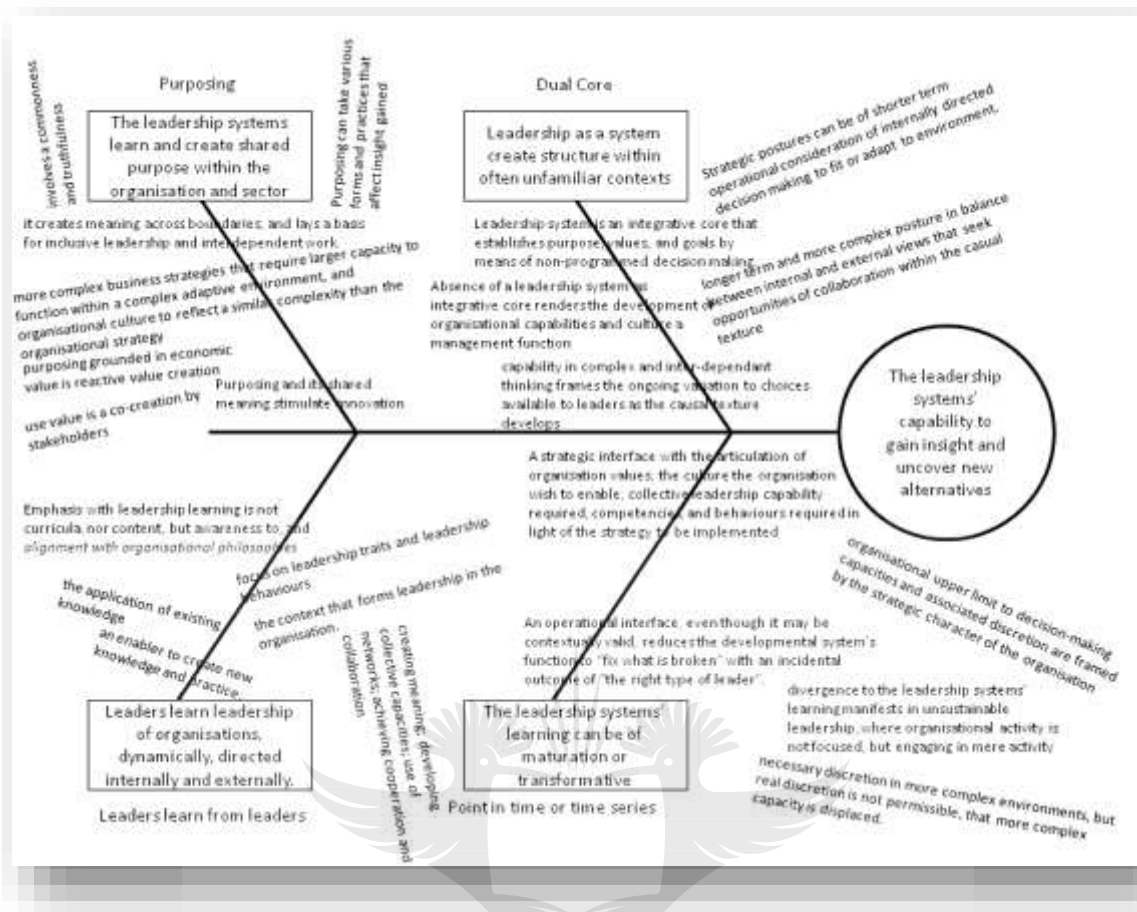 Purposing
involves a commonness
and truthfulness
The leadership systems
learn and create shared
purpose within the
organisation and sector
Purposing can take various
forms and practices that
affect insight gained
it creates meaning across boundaries, and lays a basis
for inclusive leadership and interdependent work
more complex business strategies that require larger capacity to
function within a complex adaptive environment, and
organisational culture to reflect a similar complexity than the
organisational strategy
purposing grounded in economic
value is reactive value creation
use value is a co-creation by
stakeholders
Purposing and its shared
meaning stimulate innovation
Dual Core
Leadership as a system
create structure within
often unfamiliar contexts
Strategic postures can be of shorter term
operational consideration of internally directed
decision making to fit or adapt to environment,
Leadership system is an integrative core that
establishes purpose, values, and goals by
means of non-programmed decision making
longer term and more complex posture in balance
between internal and external views that seek
opportunities of collaboration within the casual
texture
Absence of a leadership system as
integrative core renders the development of
organisational capabilities and culture a
management function
capability in complex and inter-dependant
thinking frames the ongoing variation to choices
available to leaders as the causal texture
develops
The leadership
systems'
capability to
gain insight and
uncover new
alternatives
Emphasis with leadership learning is not
curricula, nor content, but awareness to, and
alignment with organisational philosophies
focus on leadership traits and leadership
behaviours
the application of existing
knowledge
the context that forms leadership in the
organisation.
an enabler to create new
knowledge and practice
creating meaning; developing
collective capacities; use of
networks; achieving cooperation and
collaboration
Leaders learn leadership
of organisations,
dynamically, directed
internally and externally.
Leaders learn from leaders
A strategic interface with the articulation of
organisation values, the culture the organisation
wish to enable, collective leadership capability
required, competencies, and behaviours required in
light of the strategy to be implemented
An operational interface, even though it may be
contextually valid, reduces the developmental system's
function to "fix what is broken" with an incidental
outcome of "the right type of leader".
The leadership systems'
learning can be of
maturation or
transformative
Point in time or time series
organisational upper limit to decision-making
capacities and associated discretion are framed
by the strategic character of the organisation
divergence to the leadership systems'
learning manifests in unsustainable
leadership, where organisational activity is
not focused, but engaging in mere activity
necessary discretion in more complex environments, but
real discretion is not permissible, that more complex
capacity is displaced.